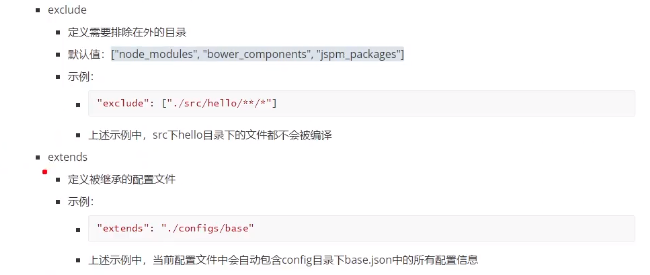 exclude
定义需要排除在外的目录
默认值：["node_modules", "bower_components", "jspm_packages"]
示例：
"exclude": ["./src/hello/**/*"]
上述示例中，src下hello目录下的文件都不会被编译
extends
定义被继承的配置文件
示例：
"extends": "./configs/base"
上述示例中，当前配置文件中会自动包含config目录下base.json中的所有配置信息